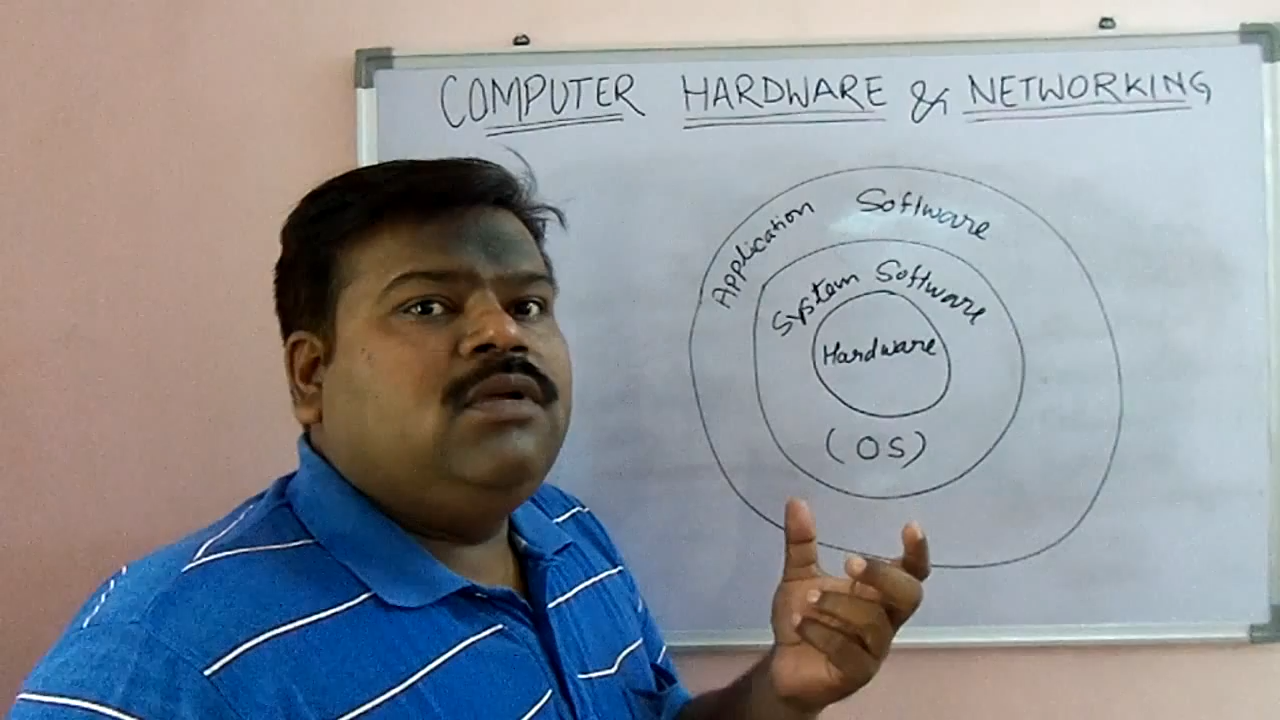 COMPUTER HARDWARE & NETWORKING
Application Software
System Software
Hardware
(OS)